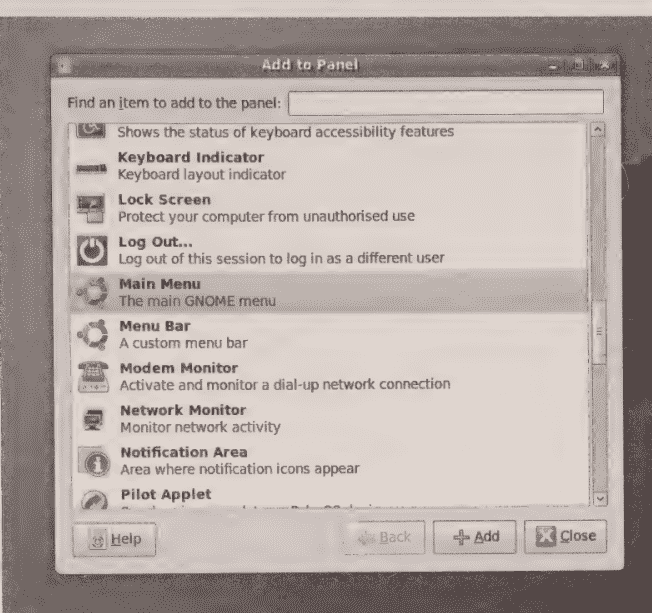 Add to Panel
Find an item to add to the panel:
Shows the status of keyboard accessibility features
Keyboard Indicator
Keyboard layout indicator
Lock Screen
Protect your computer from unauthorised use
Log Out...
Log out of this session to log in as a different user
Main Menu
The main GNOME menu
Menu Bar
A custom menu bar
Modem Monitor
Activate and monitor a dial-up network connection
Network Monitor
Monitor network activity
Notification Area
Area where notification icons appear
Pilot Applet
Help
Back
Add
Close